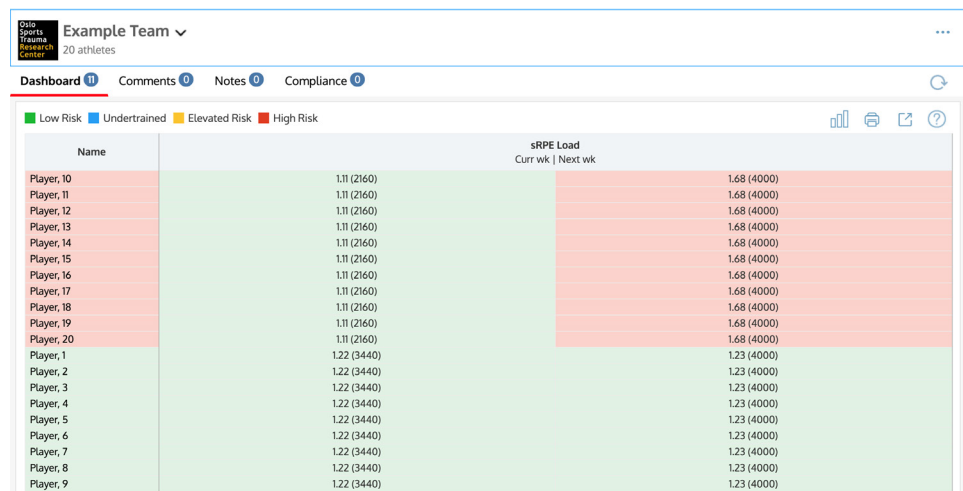 Oslo
Sports
Trauma
Research
Center
Example Team
20 athletes
Dashboard 11 Comments 0 Notes 0 Compliance 0
Low Risk Undertrained Elevated Risk High Risk
Name
sRPE Load
Curr wk | Next wk
Player, 10 1.11 (2160) 1.68 (4000)
Player, 11 1.11 (2160) 1.68 (4000)
Player, 12 1.11 (2160) 1.68 (4000)
Player, 13 1.11 (2160) 1.68 (4000)
Player, 14 1.11 (2160) 1.68 (4000)
Player, 15 1.11 (2160) 1.68 (4000)
Player, 16 1.11 (2160) 1.68 (4000)
Player, 17 1.11 (2160) 1.68 (4000)
Player, 18 1.11 (2160) 1.68 (4000)
Player, 19 1.11 (2160) 1.68 (4000)
Player, 20 1.11 (2160) 1.68 (4000)
Player, 1 1.22 (3440) 1.23 (4000)
Player, 2 1.22 (3440) 1.23 (4000)
Player, 3 1.22 (3440) 1.23 (4000)
Player, 4 1.22 (3440) 1.23 (4000)
Player, 5 1.22 (3440) 1.23 (4000)
Player, 6 1.22 (3440) 1.23 (4000)
Player, 7 1.22 (3440) 1.23 (4000)
Player, 8 1.22 (3440) 1.23 (4000)
Player, 9 1.22 (3440) 1.23 (4000)